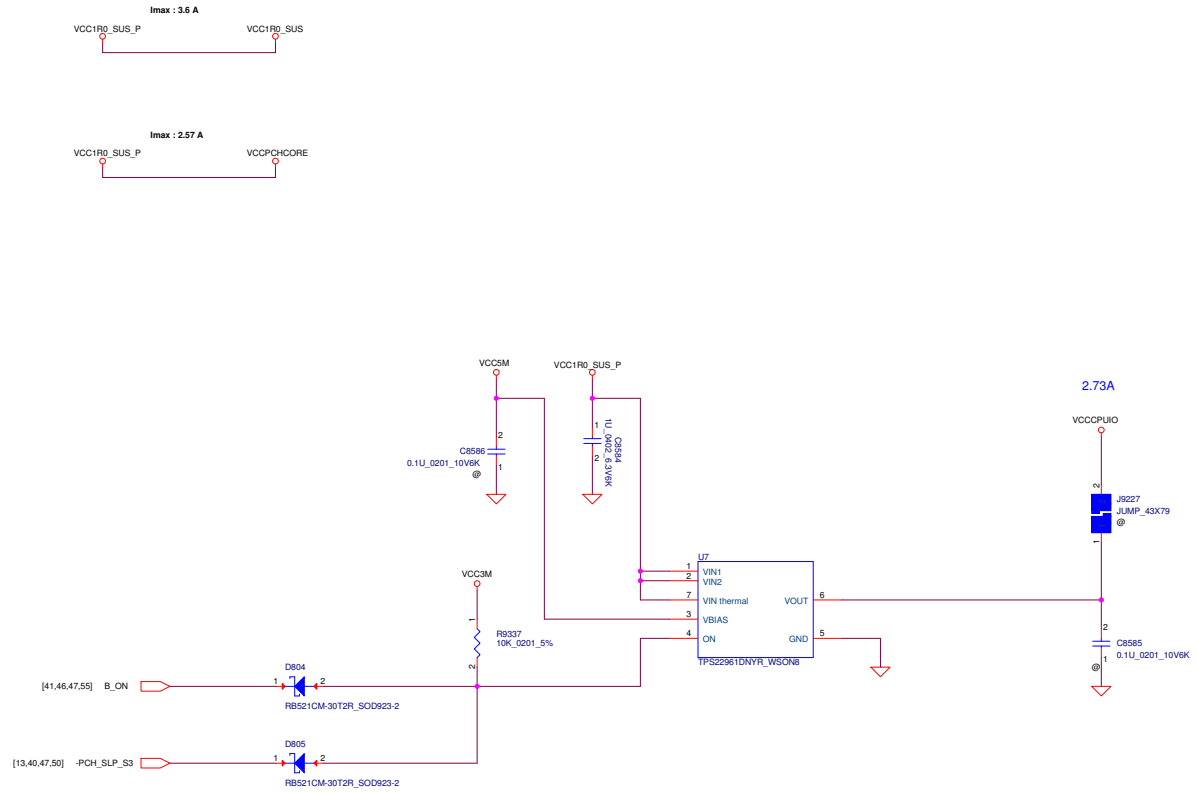 Imax : 3.6 A
VCC1R0_SUS_P
VCC1R0_SUS
Imax : 2.57 A
VCC1R0_SUS_P
VCCPCHCORE
VCC5M
VCC1R0_SUS_P
2.73A
VCCCPUIO
2
C8586
0.1U_0201_10V6K
1
@
1
C8584
1U_0402_6.3V6K
2
2
J9227
JUMP_43X79
@
1
U7
1
VIN1
2
VIN2
7
VIN thermal
VOUT
6
3
VBIAS
4
ON
GND
5
TPS22961DNYR_WSON8
VCC3M
1
R9337
10K_0201_5%
2
2
C8585
0.1U_0201_10V6K
1
@
D804
[41,46,47,55]
B_ON
1
2
RB521CM-30T2R_SOD923-2
D805
[13,40,47,50]
-PCH_SLP_S3
1
2
RB521CM-30T2R_SOD923-2